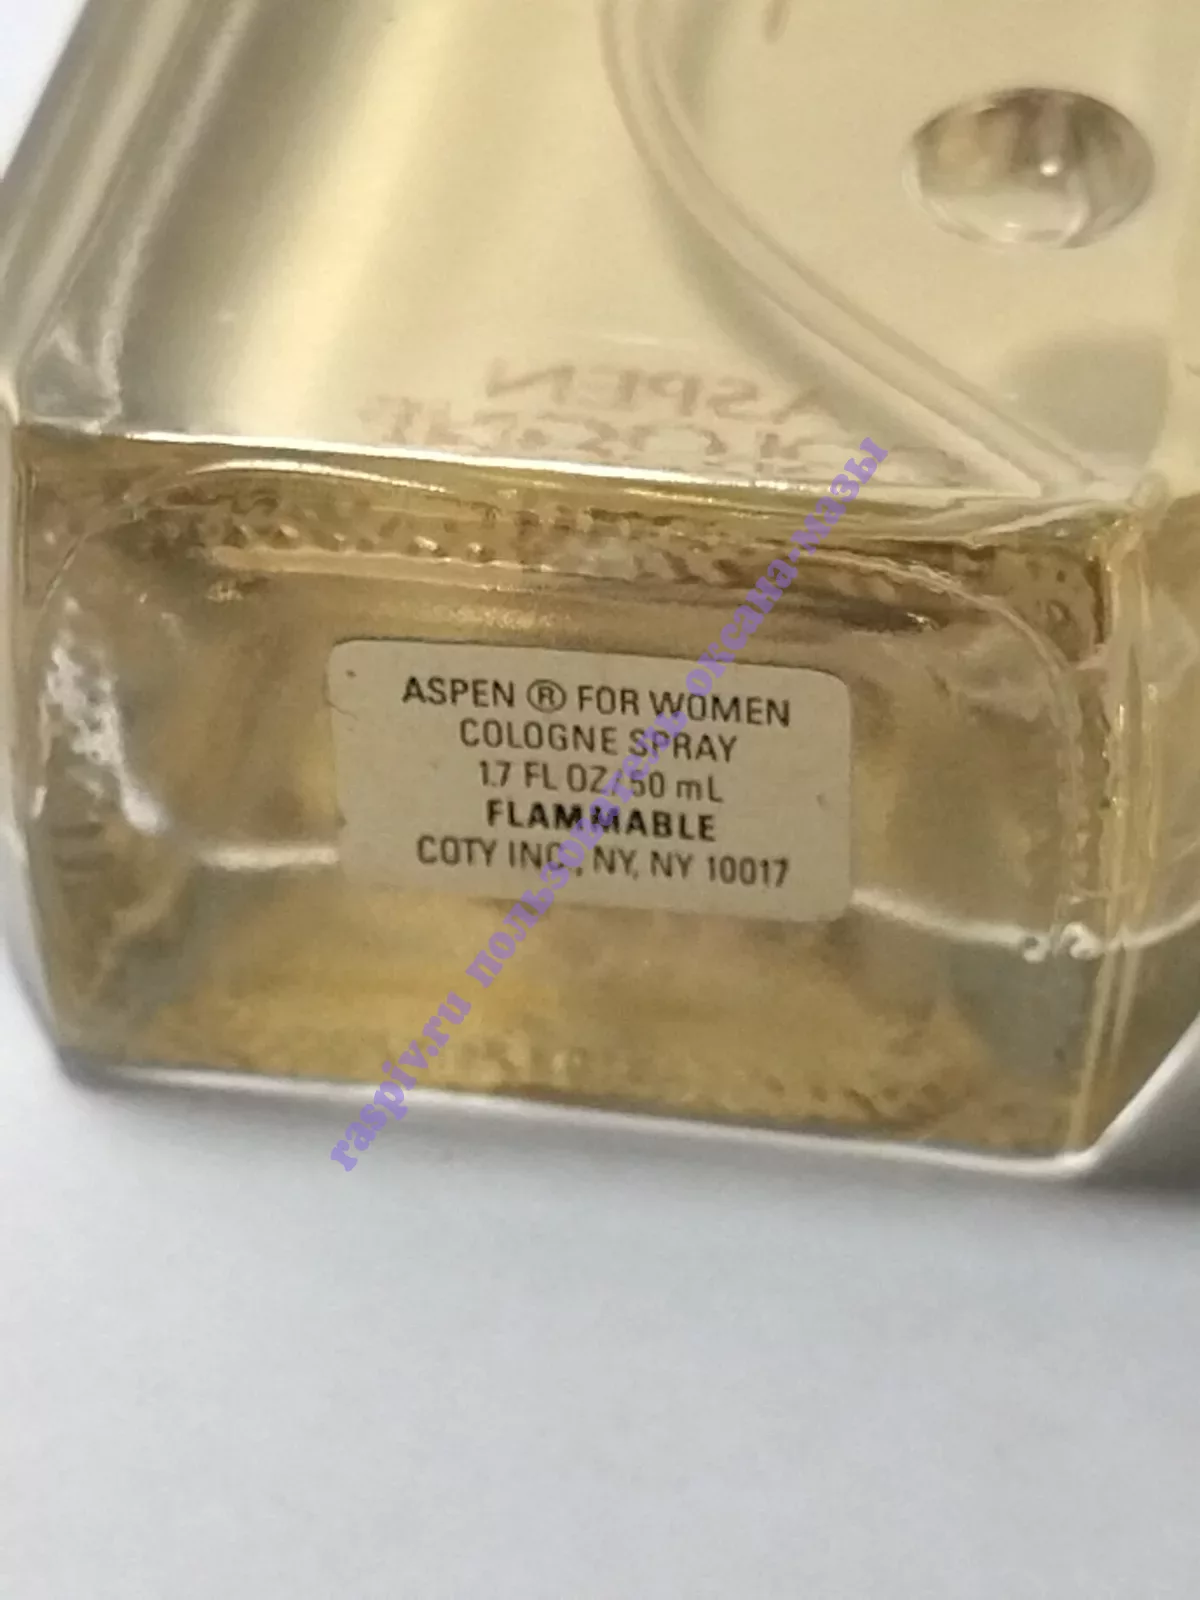 ASPEN
ASPEN ® FOR WOMEN
COLOGNE SPRAY
1.7 FL OZ/50 mL
FLAMMABLE
COTY INC., NY, NY 10017
raspiv.ru пользователь оксана-мазы